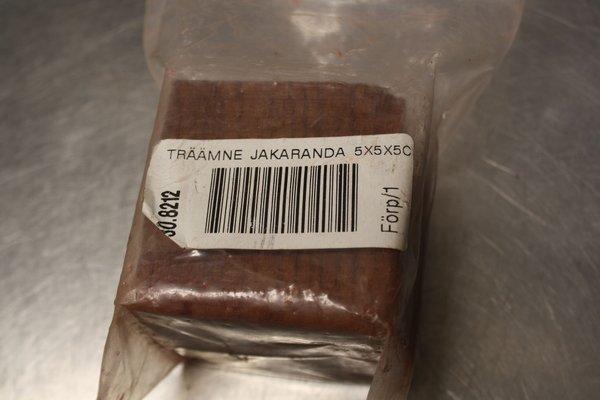 TRÄÄMNE JAKARANDA 5X5X5C
30.8212
Förp/1